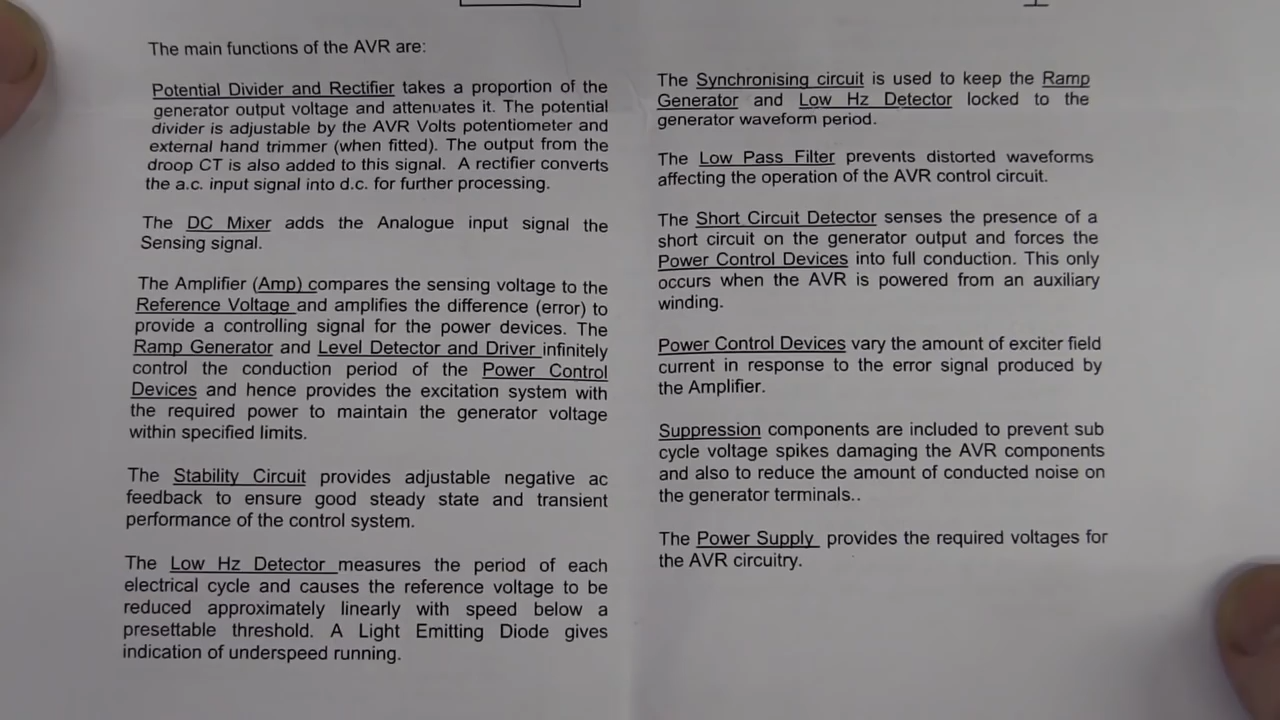 The main functions of the AVR are:
Potential Divider and Rectifier takes a proportion of the
generator output voltage and attenuates it. The potential
divider is adjustable by the AVR Volts potentiometer and
external hand trimmer (when fitted). The output from the
droop CT is also added to this signal. A rectifier converts
the a.c. input signal into d.c. for further processing.
The DC Mixer adds the Analogue input signal the
Sensing signal.
The Amplifier (Amp) compares the sensing voltage to the
Reference Voltage and amplifies the difference (error) to
provide a controlling signal for the power devices. The
Ramp Generator and Level Detector and Driver infinitely
control the conduction period of the Power Control
Devices and hence provides the excitation system with
the required power to maintain the generator voltage
within specified limits.
The Stability Circuit provides adjustable negative ac
feedback to ensure good steady state and transient
performance of the control system.
The Low Hz Detector measures the period of each
electrical cycle and causes the reference voltage to be
reduced approximately linearly with speed below a
presettable threshold. A Light Emitting Diode gives
indication of underspeed running.
The Synchronising circuit is used to keep the Ramp
Generator and Low Hz Detector locked to the
generator waveform period.
The Low Pass Filter prevents distorted waveforms
affecting the operation of the AVR control circuit.
The Short Circuit Detector senses the presence of a
short circuit on the generator output and forces the
Power Control Devices into full conduction. This only
occurs when the AVR is powered from an auxiliary
winding.
Power Control Devices vary the amount of exciter field
current in response to the error signal produced by
the Amplifier.
Suppression components are included to prevent sub
cycle voltage spikes damaging the AVR components
and also to reduce the amount of conducted noise on
the generator terminals..
The Power Supply provides the required voltages for
the AVR circuitry.